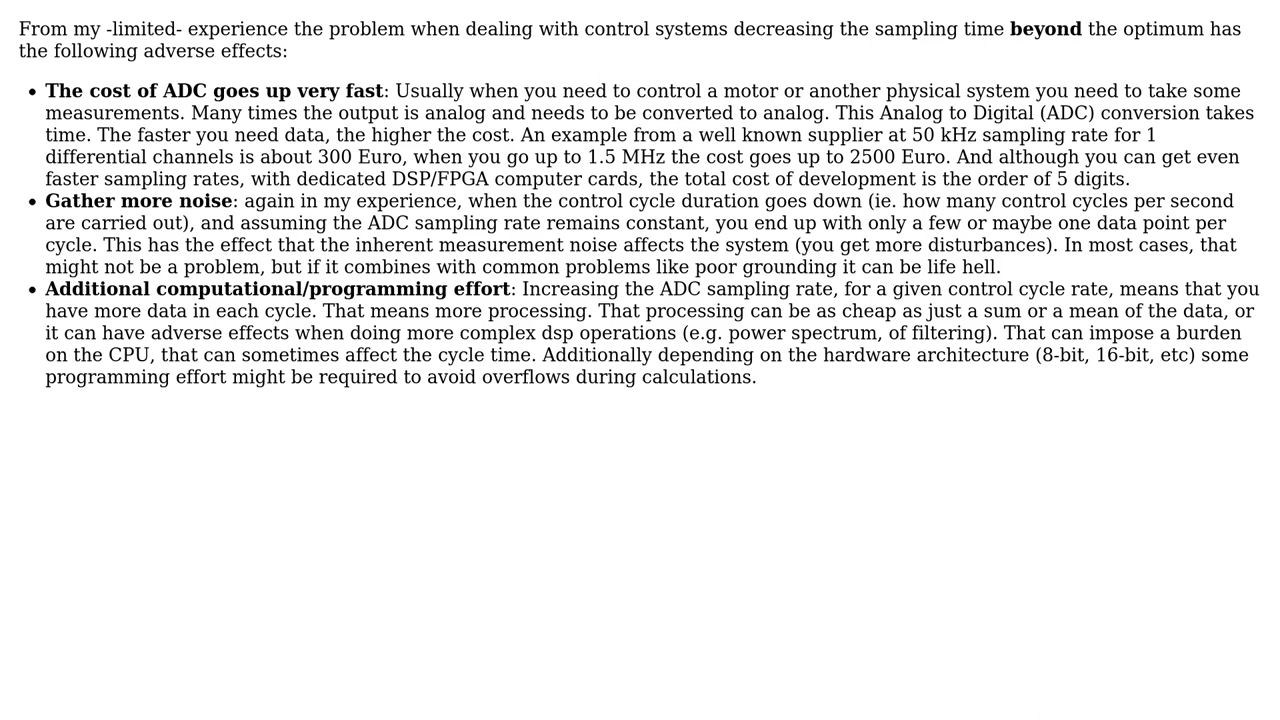 From my -limited- experience the problem when dealing with control systems decreasing the sampling time beyond the optimum has
the following adverse effects:
• The cost of ADC goes up very fast: Usually when you need to control a motor or another physical system you need to take some
measurements. Many times the output is analog and needs to be converted to analog. This Analog to Digital (ADC) conversion takes
time. The faster you need data, the higher the cost. An example from a well known supplier at 50 kHz sampling rate for 1
differential channels is about 300 Euro, when you go up to 1.5 MHz the cost goes up to 2500 Euro. And although you can get even
faster sampling rates, with dedicated DSP/FPGA computer cards, the total cost of development is the order of 5 digits.
• Gather more noise: again in my experience, when the control cycle duration goes down (ie. how many control cycles per second
are carried out), and assuming the ADC sampling rate remains constant, you end up with only a few or maybe one data point per
cycle. This has the effect that the inherent measurement noise affects the system (you get more disturbances). In most cases, that
might not be a problem, but if it combines with common problems like poor grounding it can be life hell.
• Additional computational/programming effort: Increasing the ADC sampling rate, for a given control cycle rate, means that you
have more data in each cycle. That means more processing. That processing can be as cheap as just a sum or a mean of the data, or
it can have adverse effects when doing more complex dsp operations (e.g. power spectrum, of filtering). That can impose a burden
on the CPU, that can sometimes affect the cycle time. Additionally depending on the hardware architecture (8-bit, 16-bit, etc) some
programming effort might be required to avoid overflows during calculations.